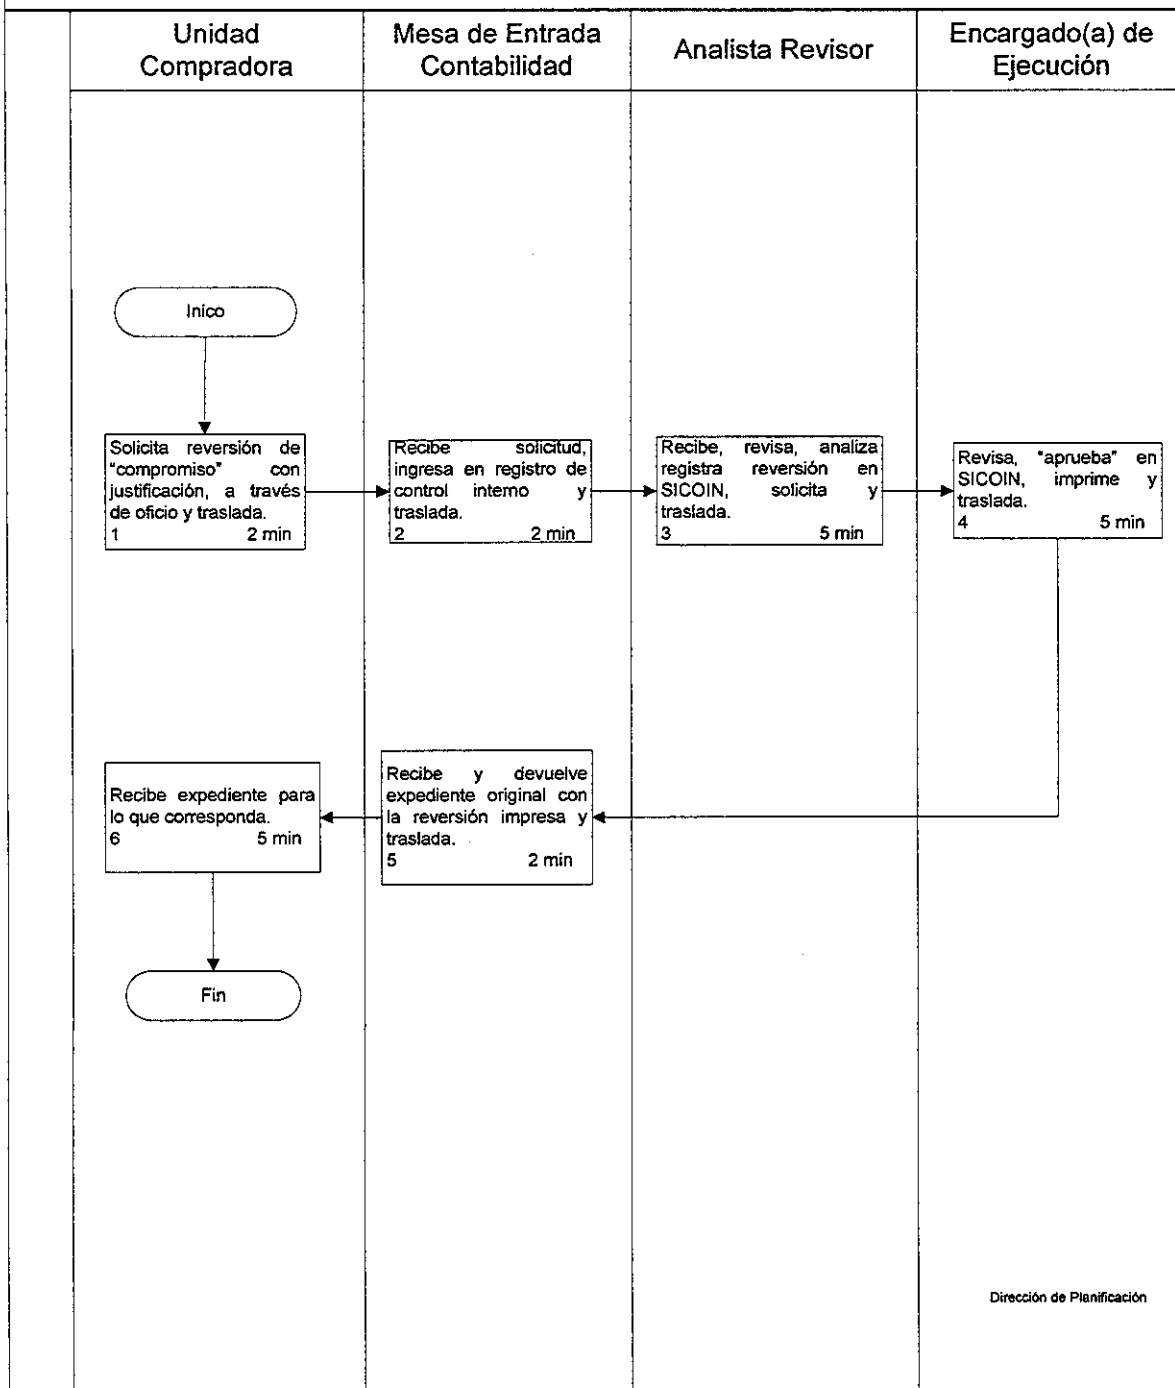 Unidad
Compradora
Mesa de Entrada
Contabilidad
Analista Revisor
Encargado(a) de
Ejecución
Inico
Solicita reversión de
"compromiso" con
justificación, a través
de oficio y traslada.
1 2 min
Recibe solicitud,
ingresa en registro de
control interno y
traslada.
2 2 min
Recibe, revisa, analiza
registra reversión en
SICOIN, solicita y
traslada.
3 5 min
Revisa, "aprueba" en
SICOIN, imprime y
traslada.
4 5 min
Recibe expediente para
lo que corresponda.
6 5 min
Recibe y devuelve
expediente original con
la reversión impresa y
traslada.
5 2 min
Fin
Dirección de Planificación